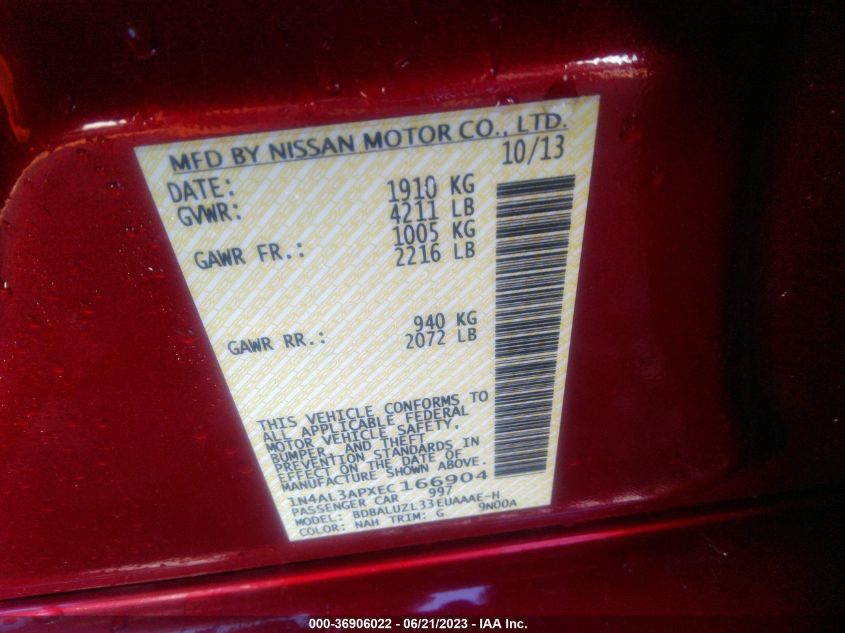 MFD BY NISSAN MOTOR CO., LTD.
DATE: 10/13
GVWR: 1910 KG
4211 LB
GAWR FR.: 1005 KG
2216 LB
GAWR RR.: 940 KG
2072 LB
THIS VEHICLE CONFORMS TO
ALL APPLICABLE FEDERAL
MOTOR VEHICLE SAFETY,
BUMPER, AND THEFT
PREVENTION STANDARDS IN
EFFECT ON THE DATE OF
MANUFACTURE SHOWN ABOVE.
1N4AL3APXEC166904
PASSENGER CAR 997
MODEL: BDBALUZL33EUAAAE-H
COLOR: NAH TRIM: G 9N00A
000-36906022 - 06/21/2023 - IAA Inc.